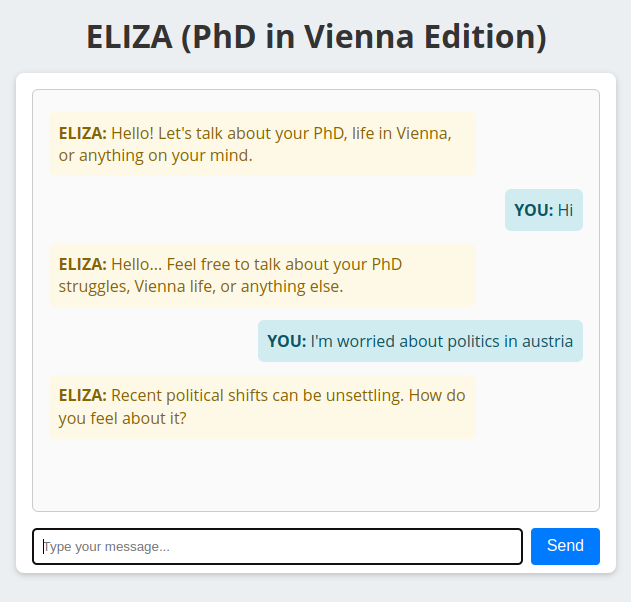 ELIZA (PhD in Vienna Edition)
ELIZA: Hello! Let's talk about your PhD, life in Vienna,
or anything on your mind.
YOU: Hi
ELIZA: Hello... Feel free to talk about your PhD
struggles, Vienna life, or anything else.
YOU: I'm worried about politics in austria
ELIZA: Recent political shifts can be unsettling. How do
you feel about it?
Type your message...
Send